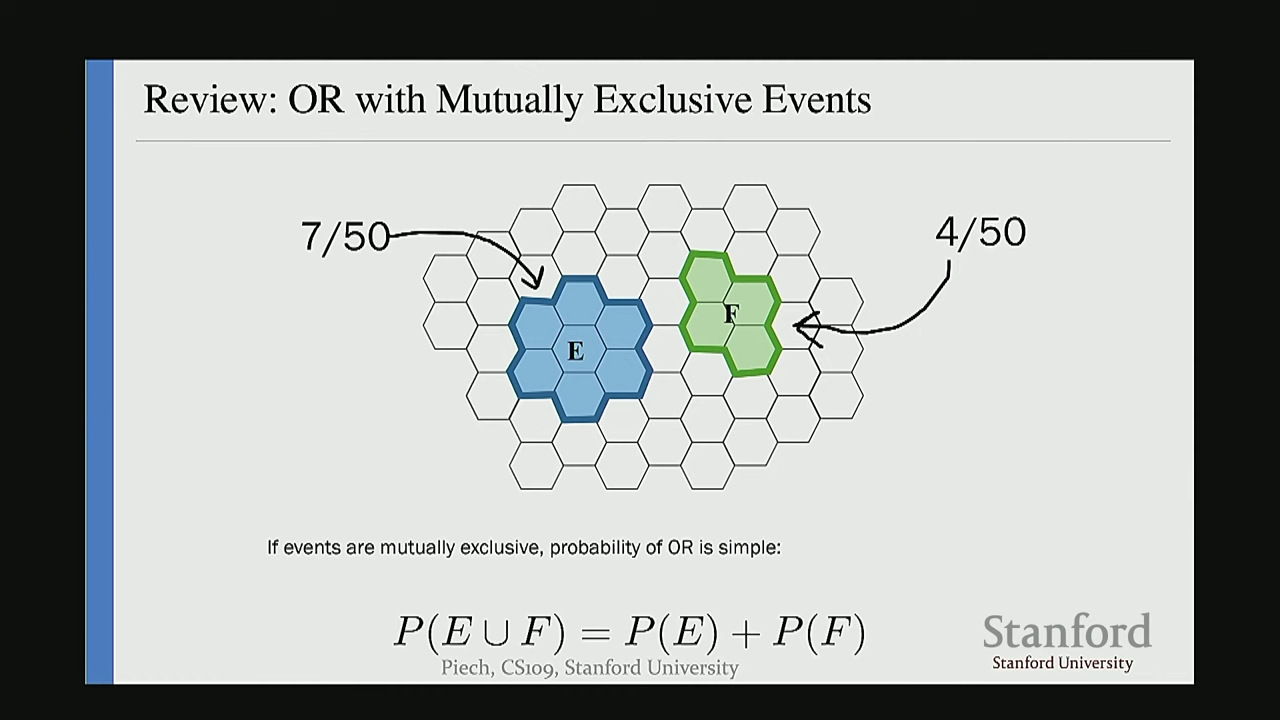 Review: OR with Mutually Exclusive Events
7/50
4/50
E
F
If events are mutually exclusive, probability of OR is simple:
P(E ∪ F) = P(E) + P(F)
Piech, CS109, Stanford University
Stanford
Stanford University